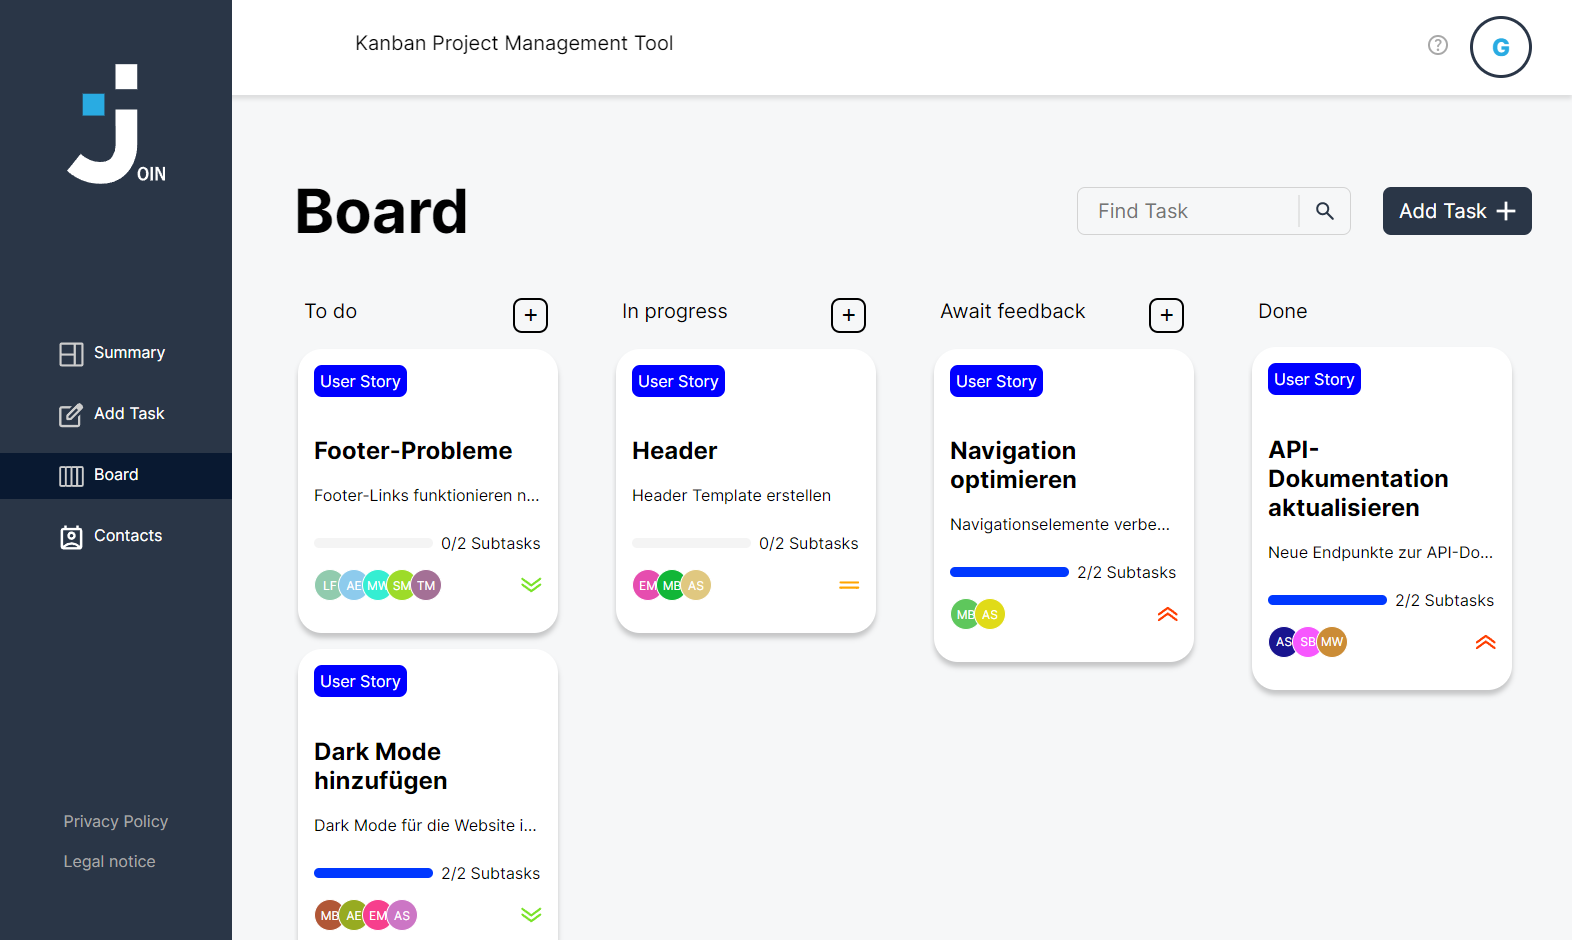 OIN
Summary
Add Task
Board
Contacts
Privacy Policy
Legal notice
Kanban Project Management Tool
?
G
Board
Find Task
Add Task +
To do +
User Story
Footer-Probleme
Footer-Links funktionieren n...
0/2 Subtasks
LF AE MW SM TM
User Story
Dark Mode
hinzufügen
Dark Mode für die Website i...
2/2 Subtasks
MB AE EM AS
In progress +
User Story
Header
Header Template erstellen
0/2 Subtasks
EM MB AS
Await feedback +
User Story
Navigation
optimieren
Navigationselemente verbe...
2/2 Subtasks
MB AS
Done
User Story
API-
Dokumentation
aktualisieren
Neue Endpunkte zur API-Do...
2/2 Subtasks
AS SB MW